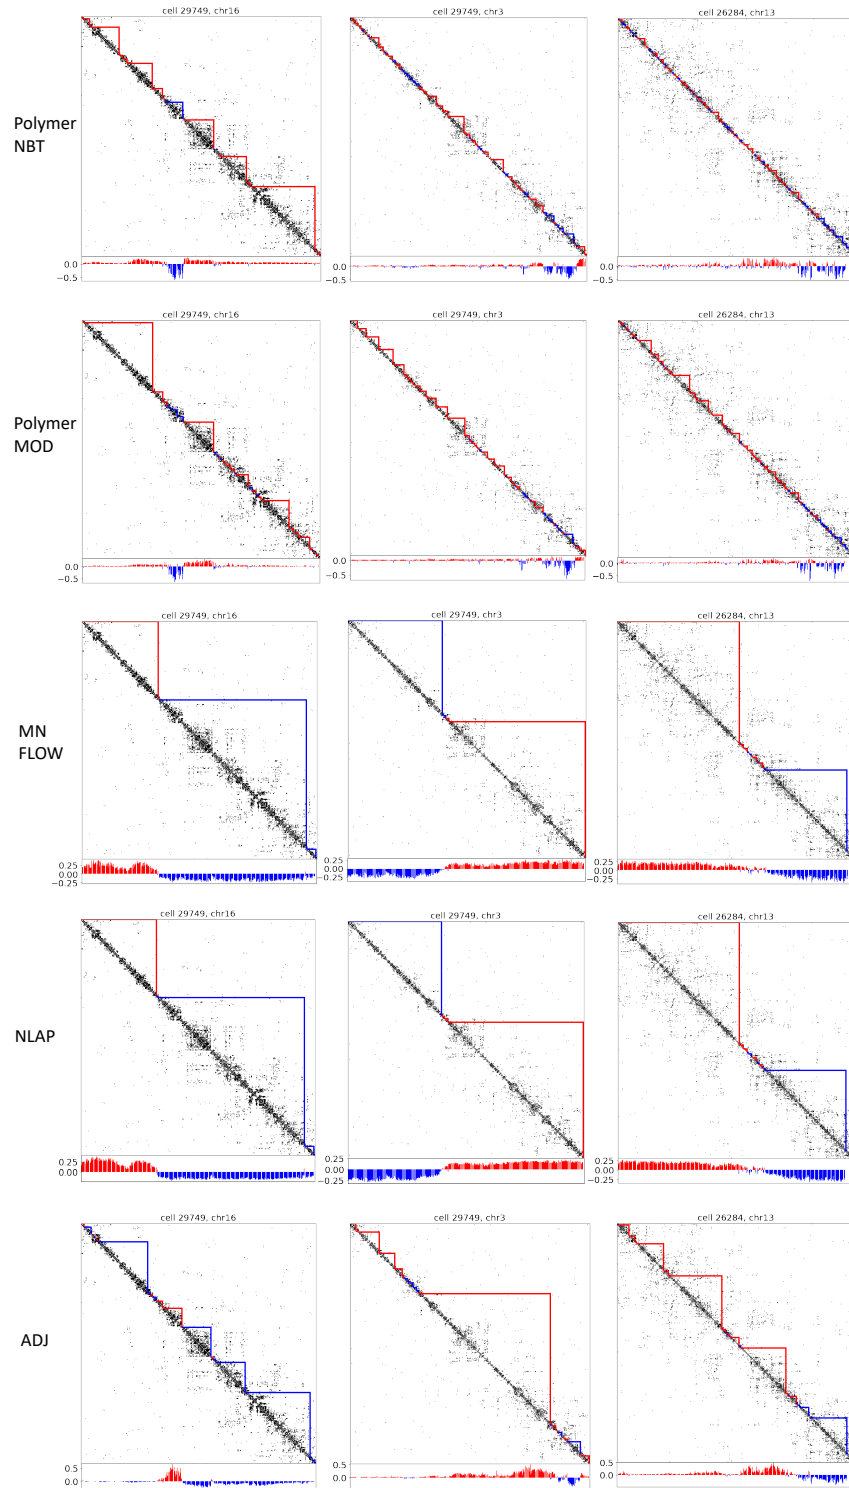 cell 29749, chr16
cell 29749, chr3
cell 26284, chr13
Polymer
NBT
0.0
−0.5
0.0
−0.5
0.0
−0.5
cell 29749, chr16
cell 29749, chr3
cell 26284, chr13
Polymer
MOD
0.0
−0.5
0.0
−0.5
0.0
−0.5
cell 29749, chr16
cell 29749, chr3
cell 26284, chr13
MN
FLOW
0.25
0.00
−0.25
0.25
0.00
−0.25
0.25
0.00
−0.25
cell 29749, chr16
cell 29749, chr3
cell 26284, chr13
NLAP
0.25
0.00
0.25
0.00
−0.25
0.25
0.00
cell 29749, chr16
cell 29749, chr3
cell 26284, chr13
ADJ
0.5
0.0
0.5
0.0
0.5
0.0